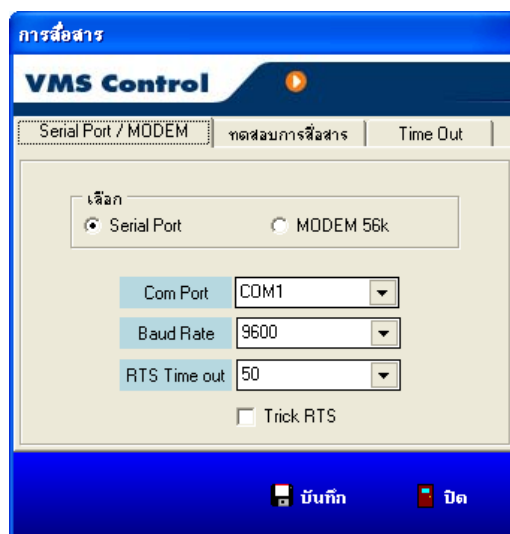 การสื่อสาร
VMS Control
Serial Port / MODEM ทดสอบการสื่อสาร Time Out
เลือก
Serial Port MODEM 56k
Com Port COM1
Baud Rate 9600
RTS Time out 50
Trick RTS
บันทึก ปิด